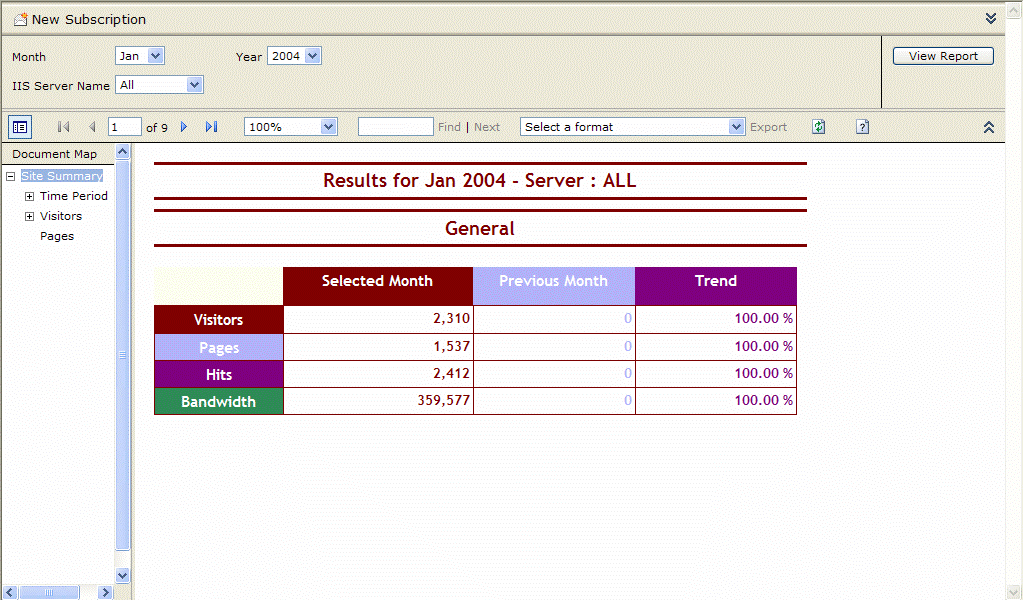 New Subscription
Month Jan Year 2004 View Report
IIS Server Name All
1 of 9 100% Find | Next Select a format Export ?
Document Map
Site Summary
Time Period
Visitors
Pages
Results for Jan 2004 - Server : ALL
General
Selected Month Previous Month Trend
Visitors 2,310 0 100.00 %
Pages 1,537 0 100.00 %
Hits 2,412 0 100.00 %
Bandwidth 359,577 0 100.00 %